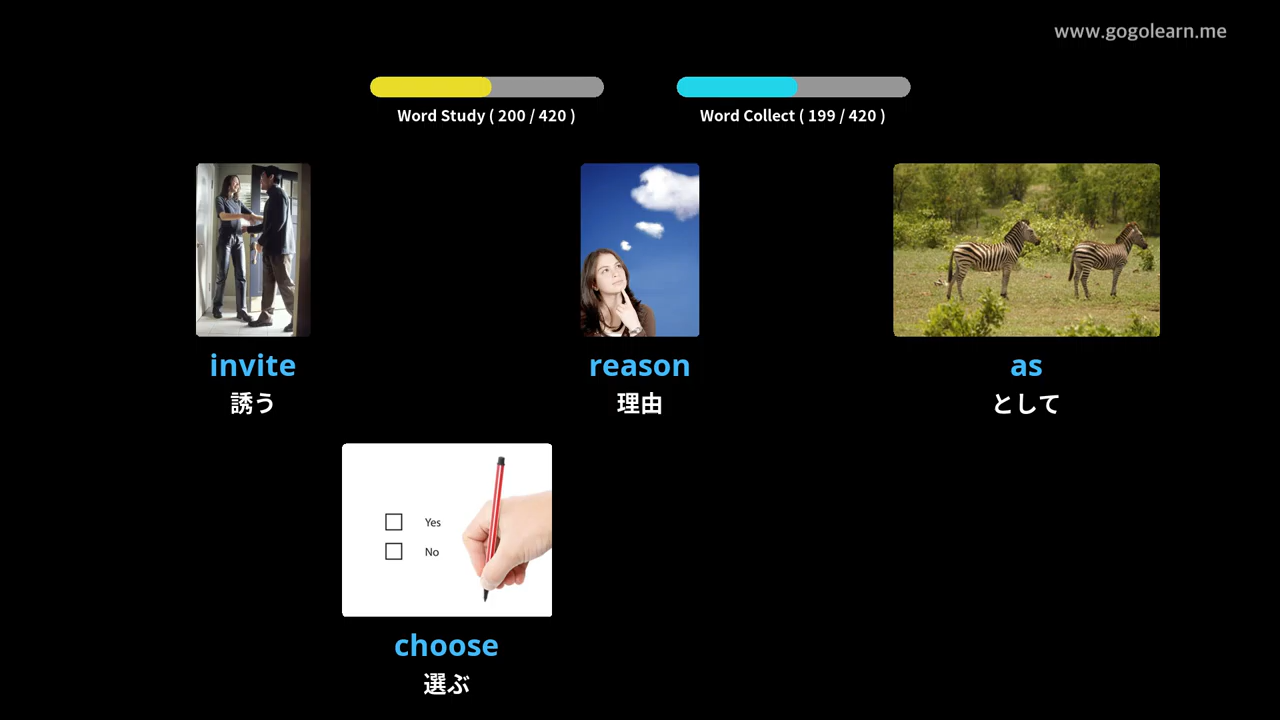 www.gogolearn.me
Word Study ( 200 / 420 )
Word Collect ( 199 / 420 )
invite
誘う
reason
理由
as
として
Yes
No
choose
選ぶ